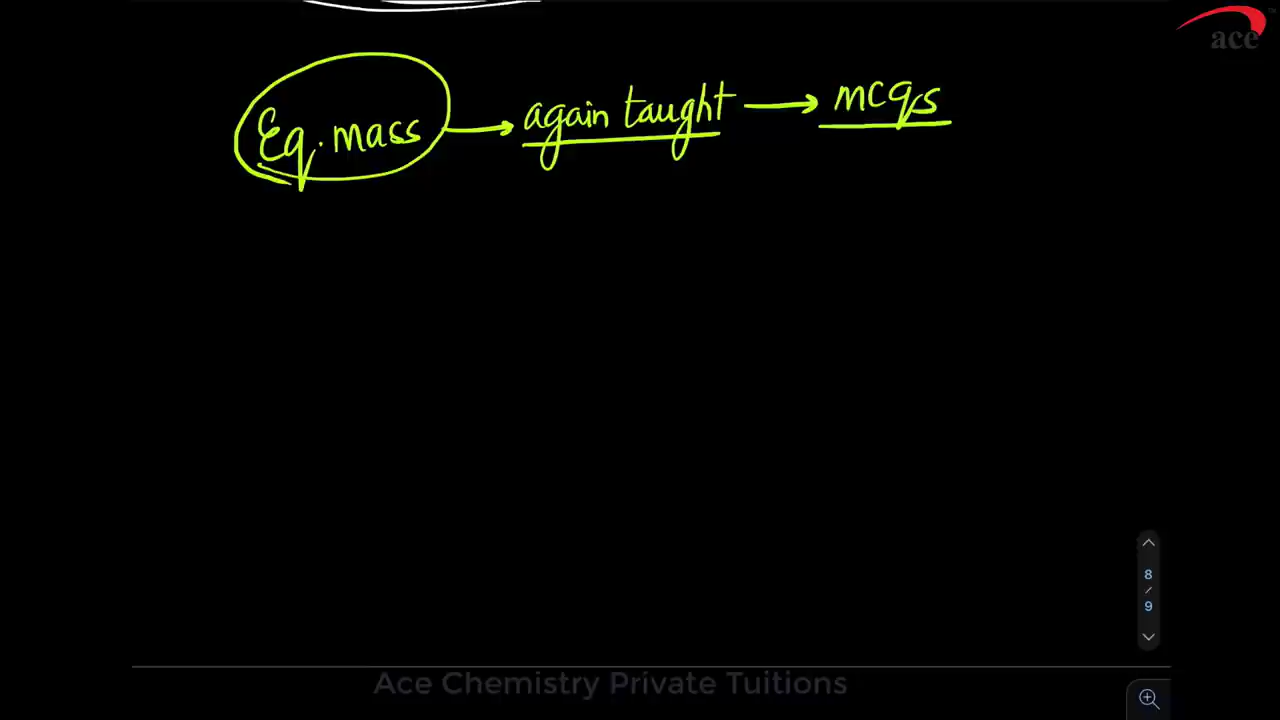 ace
Eq. mass → again taught → mcqs
8
/
9
Ace Chemistry Private Tuitions